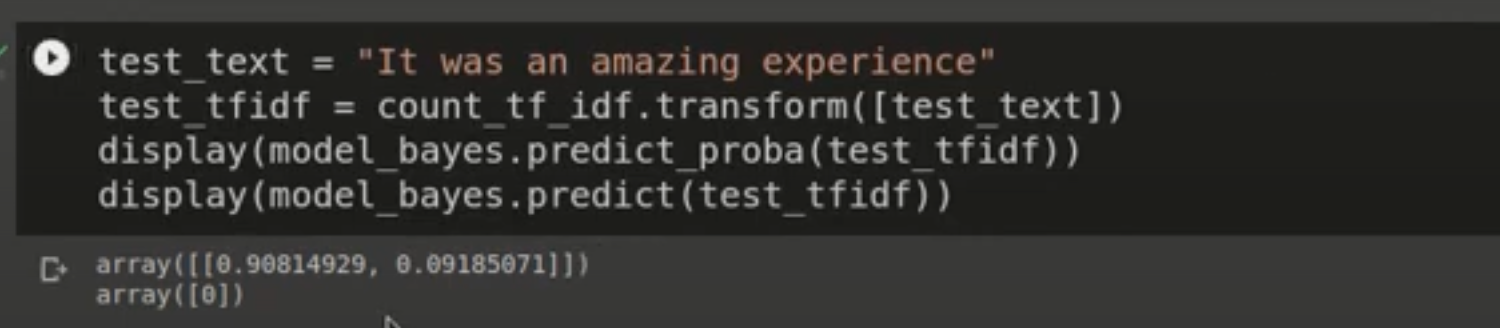 test_text = "It was an amazing experience"
test_tfidf = count_tf_idf.transform([test_text])
display(model_bayes.predict_proba(test_tfidf))
display(model_bayes.predict(test_tfidf))
array([[0.90814929, 0.09185071]])
array([0])